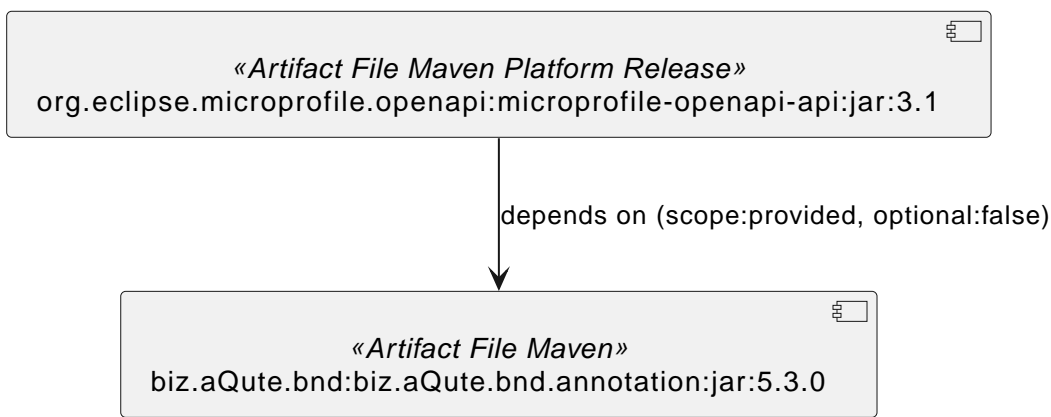 «Artifact File Maven Platform Release»
org.eclipse.microprofile.openapi:microprofile-openapi-api:jar:3.1
depends on (scope:provided, optional:false)
«Artifact File Maven»
biz.aQute.bnd:biz.aQute.bnd.annotation:jar:5.3.0